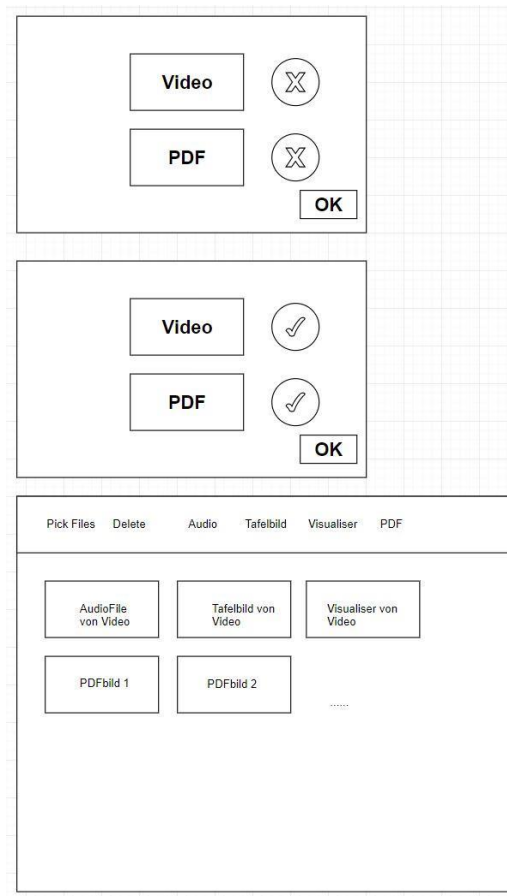 Video
PDF
OK
Video
PDF
OK
Pick Files Delete Audio Tafelbild Visualiser PDF
AudioFile
von Video
Tafelbild von
Video
Visualiser von
Video
PDFbild 1
PDFbild 2
......